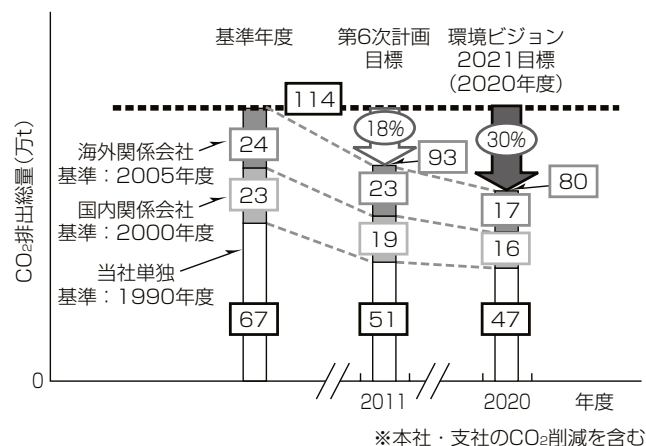 基準年度
第6次計画
目標
環境ビジョン
2021目標
(2020年度)
114
18%
30%
93
80
CO₂排出総量(万t)
海外関係会社
基準：2005年度
国内関係会社
基準：2000年度
当社単独
基準：1990年度
24
23
67
23
19
51
17
16
47
0
2011
2020
年度
※本社・支社のCO₂削減を含む